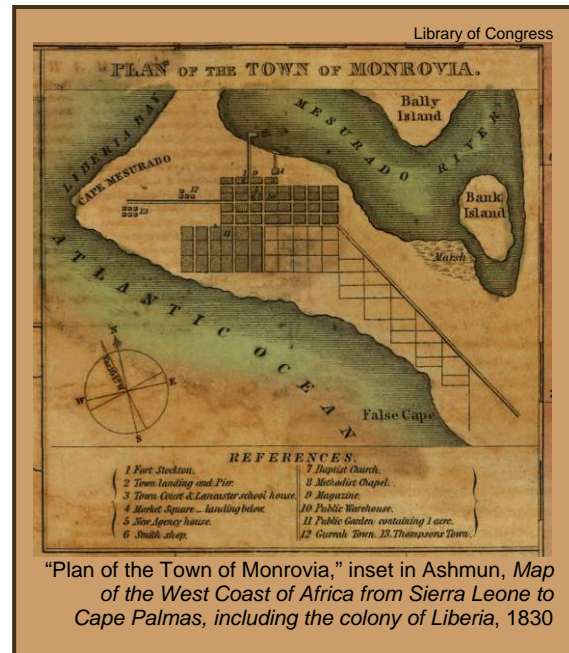 Library of Congress
PLAN OF THE TOWN OF MONROVIA.
LIBERIA BAY
CAPE MESURADO
MESURADO RIVER
Bally
Island
Bank
Island
Marsh
ATLANTIC OCEAN
False Cape
N
E
S
W
REFERENCES.
1 Fort Stockton.
2 Town landing and Pier.
3 Town Court & Lancaster school house.
4 Market Square _ landing below.
5 New Agency house.
6 Smith shop.
7 Baptist Church.
8 Methodist Chapel.
9 Magazine.
10 Public Warehouse.
11 Public Garden containing 1 acre.
12 Gurrah Town. 13. Thompsons Town.
"Plan of the Town of Monrovia," inset in Ashmun, Map
of the West Coast of Africa from Sierra Leone to
Cape Palmas, including the colony of Liberia, 1830